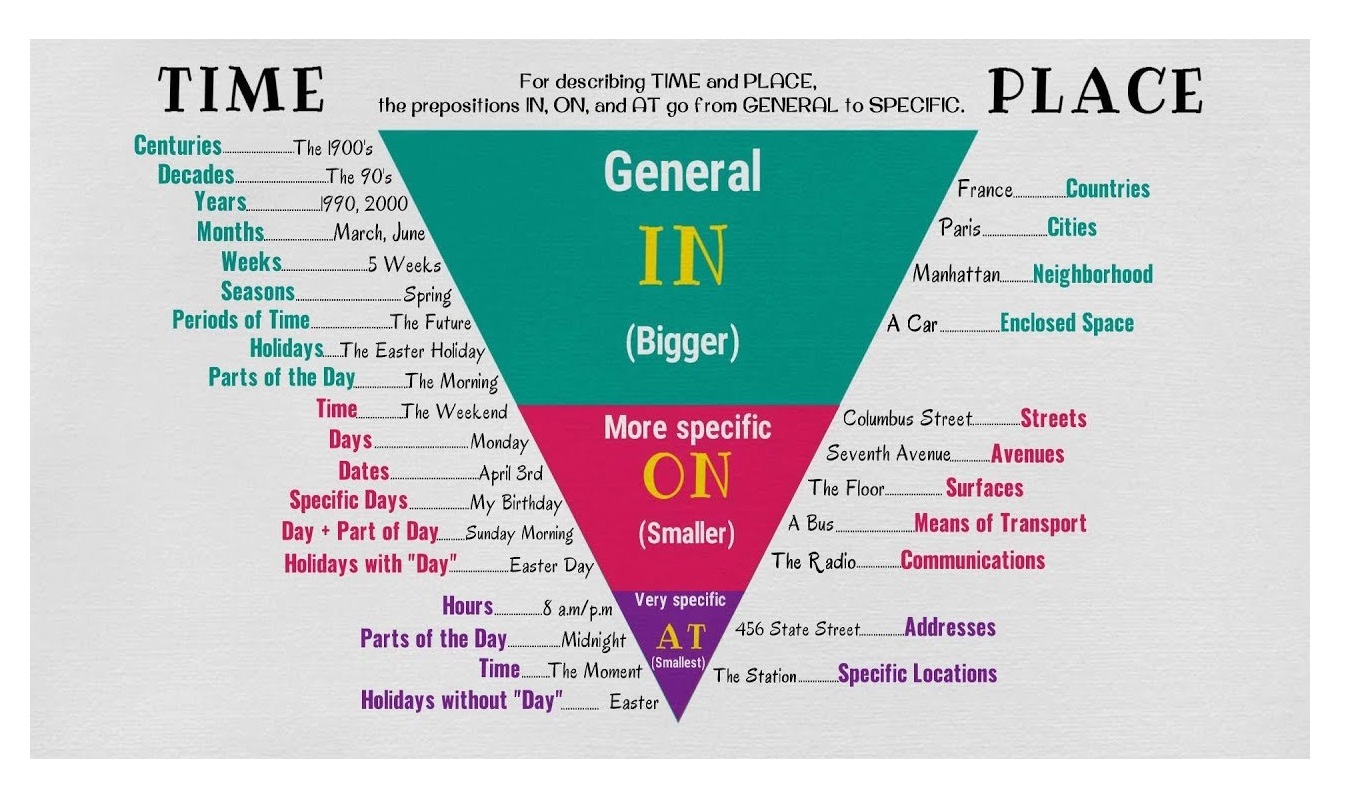 TIME
For describing TIME and PLACE,
the prepositions IN, ON, and AT go from GENERAL to SPECIFIC.
PLACE
Centuries.....The 1900's
Decades.....The 90's
Years.....1990, 2000
Months.....March, June
Weeks.....5 Weeks
Seasons.....Spring
Periods of Time.....The Future
Holidays.....The Easter Holiday
Parts of the Day.....The Morning
Time.....The Weekend
Days.....Monday
Dates.....April 3rd
Specific Days.....My Birthday
Day + Part of Day.....Sunday Morning
Holidays with "Day".....Easter Day
Hours.....8 a.m/p.m
Parts of the Day.....Midnight
Time.....The Moment
Holidays without "Day".....Easter
General
IN
(Bigger)
More specific
ON
(Smaller)
Very specific
AT
(Smallest)
France.....Countries
Paris.....Cities
Manhattan.....Neighborhood
A Car.....Enclosed Space
Columbus Street.....Streets
Seventh Avenue.....Avenues
The Floor.....Surfaces
A Bus.....Means of Transport
The Radio.....Communications
456 State Street.....Addresses
The Station.....Specific Locations